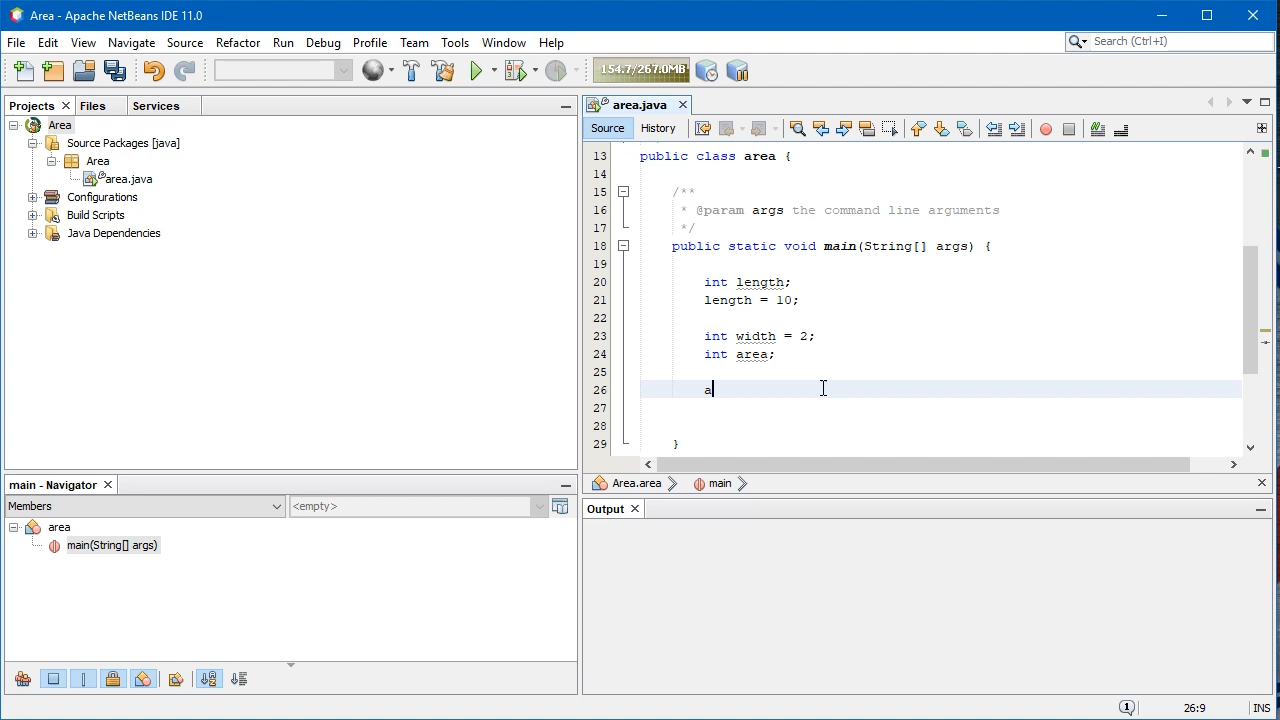 Area - Apache NetBeans IDE 11.0
File Edit View Navigate Source Refactor Run Debug Profile Team Tools Window Help
Search (Ctrl+I)
154.7/267.0MB
Projects Files Services
area.java
Source History
Area
Source Packages [java]
Area
area.java
Configurations
Build Scripts
Java Dependencies
13 public class area {
14
15 /**
16 * @param args the command line arguments
17 */
18 public static void main(String[] args) {
19
20 int length;
21 length = 10;
22
23 int width = 2;
24 int area;
25
26 a
27
28
29 }
Area.area main
main - Navigator
Members
<empty>
area
main(String[] args)
Output
1
26:9
INS